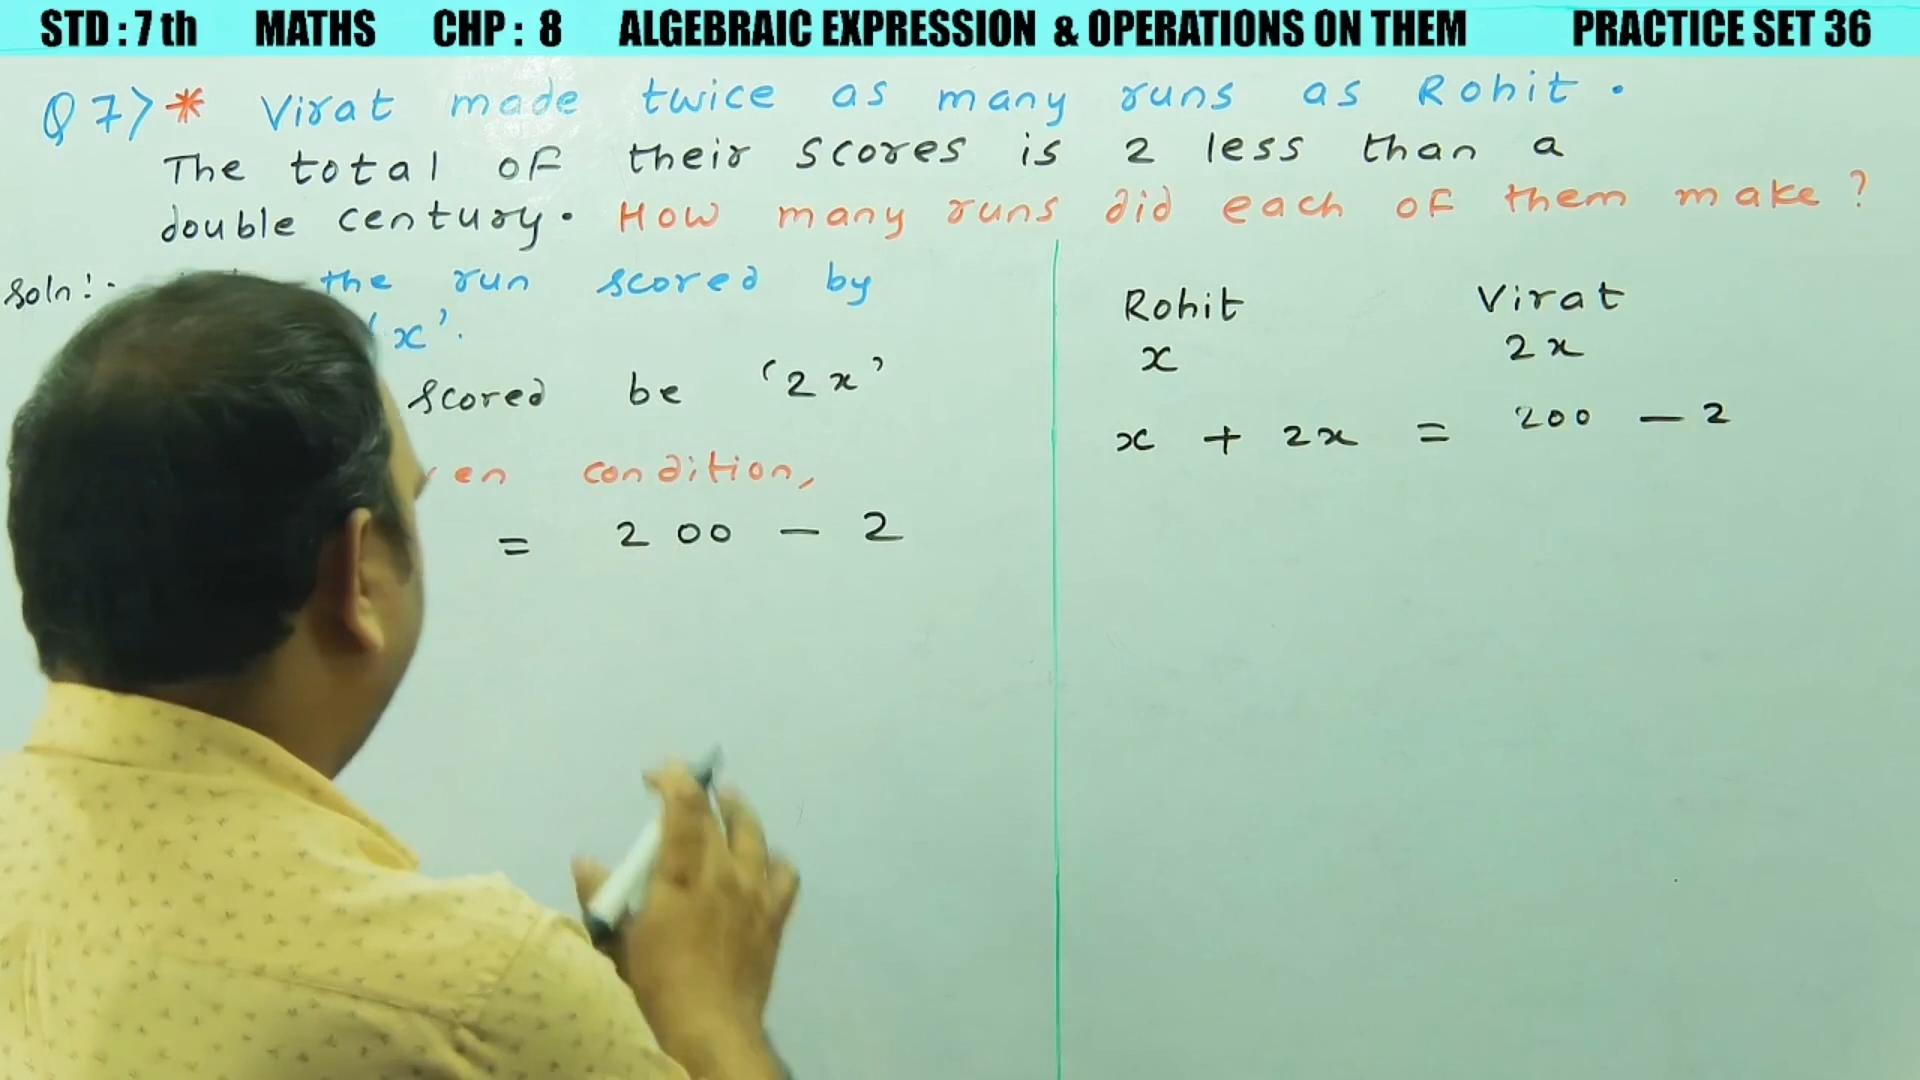 STD : 7 th MATHS CHP : 8 ALGEBRAIC EXPRESSION & OPERATIONS ON THEM PRACTICE SET 36
Q 7) * Virat made twice as many runs as Rohit.
The total of their scores is 2 less than a
double century. How many runs did each of them make ?
Soln :- the run scored by
'x'.
scored be '2x'
en condition,
= 200 - 2
Rohit Virat
x 2x
x + 2x = 200 - 2